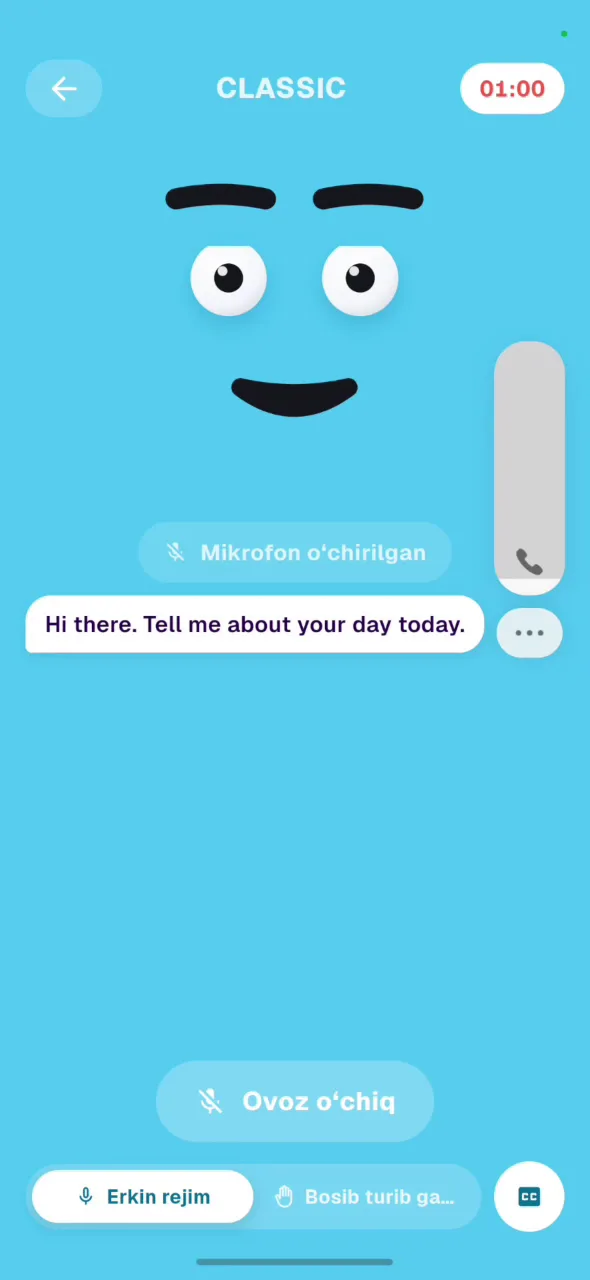 CLASSIC
01:00
Mikrofon o‘chirilgan
Hi there. Tell me about your day today.
Ovoz o‘chiq
Erkin rejim
Bosib turib ga...
CC